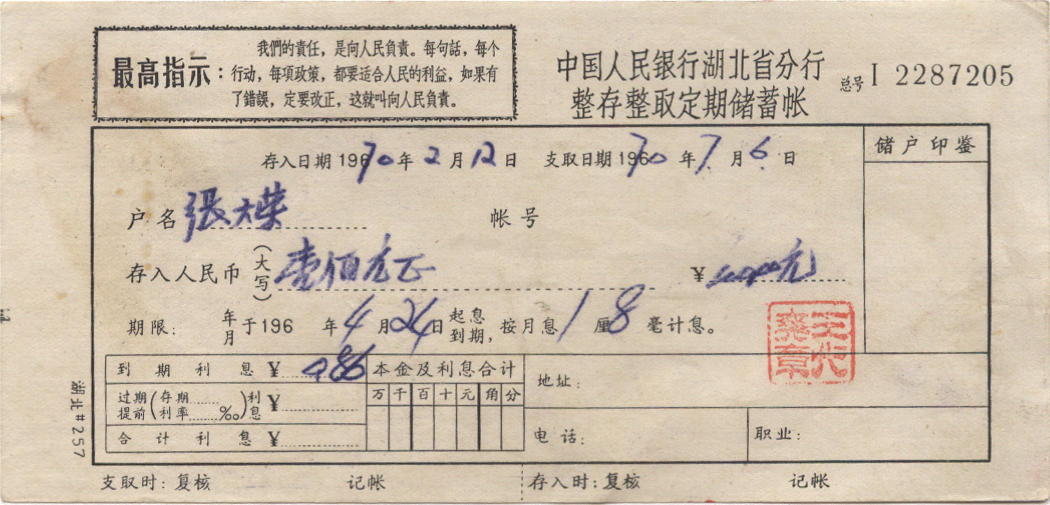 最高指示:
我們的責任，是向人民負責。每句話，每个
行动，每項政策，都要适合人民的利益，如果有
了錯誤，定要改正，这就叫向人民負責。
中国人民银行湖北省分行
整存整取定期储蓄帐
总号 I 2287205
存入日期 1970年2月12日 支取日期 19670年7月6日
储户印鉴
户名 張大荣 帐号
存入人民币(大写) 壹佰元正 ¥ 元
期限: 年月于196 年4月24日起息到期, 按月息1厘8毫计息。
到期利息 ¥ 086
本金及利息合计
万千百十元角分
过期提前(存期利率 ‰)利息 ¥
合计利息 ¥
地址:
电话:
职业:
湖北#257
支取时: 复核 记帐 存入时: 复核 记帐